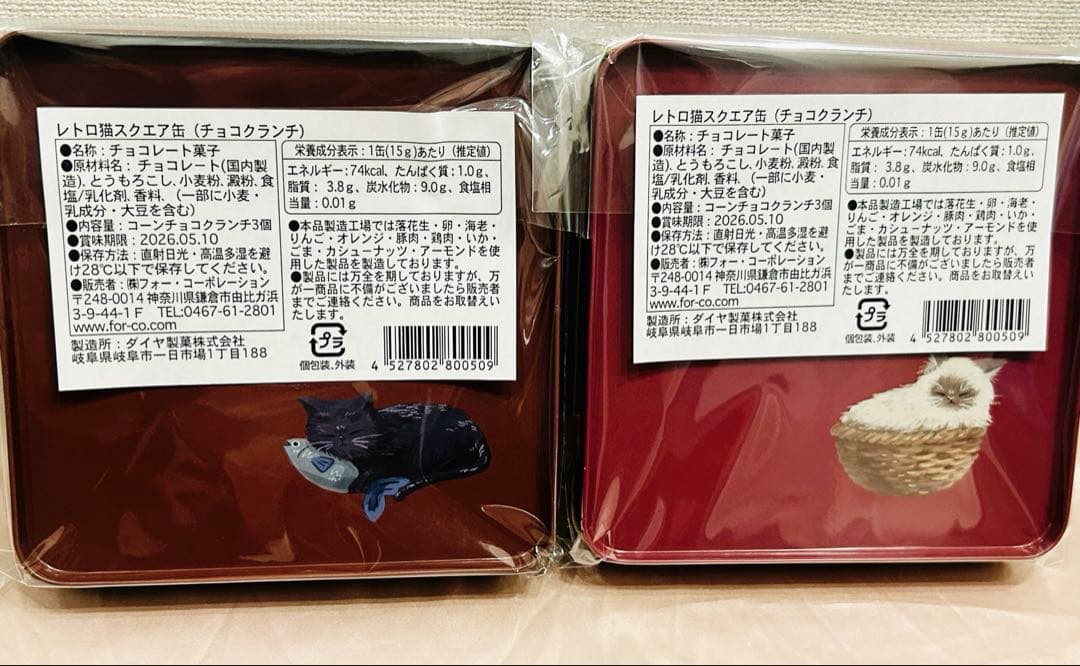 レトロ猫スクエア缶（チョコクランチ）
●名称：チョコレート菓子
●原材料名：チョコレート(国内製
造)､とうもろこし､小麦粉､澱粉､食
塩/乳化剤､香料､（一部に小麦・
乳成分・大豆を含む）
●内容量：コーンチョコクランチ3個
●賞味期限：2026.05.10
●保存方法：直射日光・高温多湿を避
け28℃以下で保存してください。
●販売者：㈱フォー・コーポレーション
〒248-0014 神奈川県鎌倉市由比ガ浜
3-9-44-1Ｆ TEL:0467-61-2801
www.for-co.com
製造所：ダイヤ製菓株式会社
岐阜県岐阜市一日市場1丁目188
栄養成分表示：1缶(15g)あたり（推定値）
エネルギー:74kcal、たんぱく質：1.0g、
脂質： 3.8g、炭水化物：9.0g、食塩相
当量：0.01g
●本品製造工場では落花生・卵・海老・
りんご・オレンジ・豚肉・鶏肉・いか・
ごま・カシューナッツ・アーモンドを使
用した製品を製造しております。
●製品には万全を期しておりますが、万
が一商品に不備がございましたら販売者
までご連絡ください。商品をお取替えい
たします。
プラ
個包装､外装
4 527802 800509
レトロ猫スクエア缶（チョコクランチ）
●名称：チョコレート菓子
●原材料名：チョコレート(国内製
造)､とうもろこし､小麦粉､澱粉､食
塩/乳化剤､香料､（一部に小麦・
乳成分・大豆を含む）
●内容量：コーンチョコクランチ3個
●賞味期限：2026.05.10
●保存方法：直射日光・高温多湿を避
け28℃以下で保存してください。
●販売者：㈱フォー・コーポレーション
〒248-0014 神奈川県鎌倉市由比ガ浜
3-9-44-1Ｆ TEL:0467-61-2801
www.for-co.com
製造所：ダイヤ製菓株式会社
岐阜県岐阜市一日市場1丁目188
栄養成分表示：1缶(15g)あたり（推定値）
エネルギー:74kcal、たんぱく質：1.0g、
脂質： 3.8g、炭水化物：9.0g、食塩相
当量：0.01g
●本品製造工場では落花生・卵・海老・
りんご・オレンジ・豚肉・鶏肉・いか・
ごま・カシューナッツ・アーモンドを使
用した製品を製造しております。
●製品には万全を期しておりますが、万
が一商品に不備がございましたら販売者
までご連絡ください。商品をお取替えい
たします。
プラ
個包装､外装
4 527802 800509